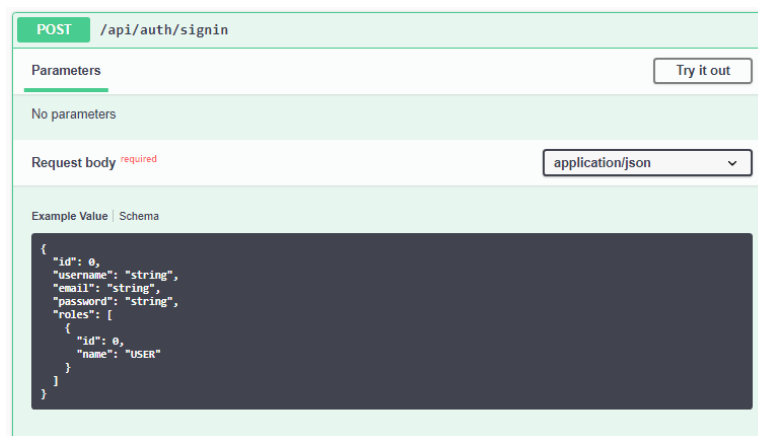 POST /api/auth/signin
Parameters
Try it out
No parameters
Request body required
application/json
Example Value | Schema
{
  "id": 0,
  "username": "string",
  "email": "string",
  "password": "string",
  "roles": [
    {
      "id": 0,
      "name": "USER"
    }
  ]
}